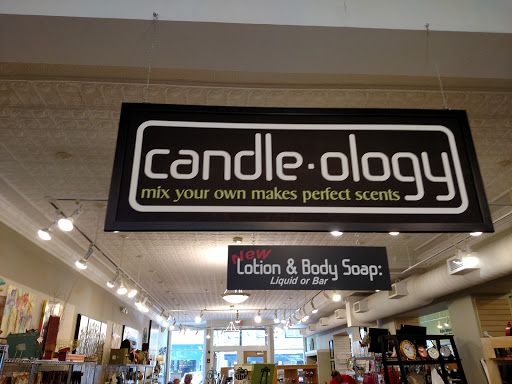 candle·ology
mix your own makes perfect scents
New
Lotion & Body Soap:
Liquid or Bar